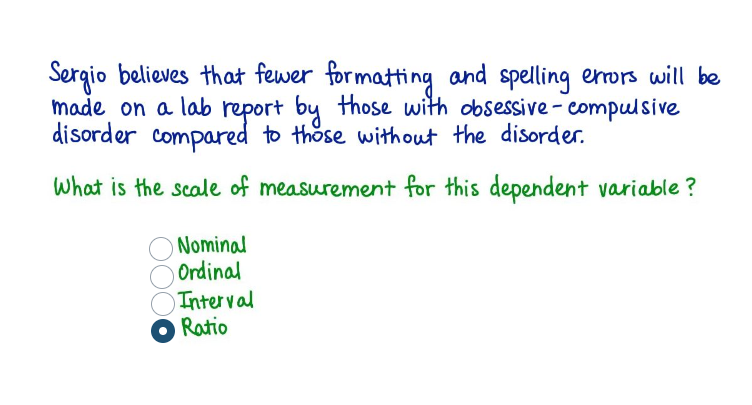 Sergio believes that fewer formatting and spelling errors will be
made on a lab report by those with obsessive-compulsive
disorder compared to those without the disorder.
What is the scale of measurement for this dependent variable?
Nominal
Ordinal
Interval
Ratio